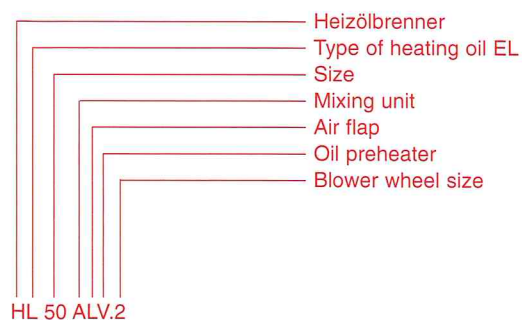 Heizölbrenner
Type of heating oil EL
Size
Mixing unit
Air flap
Oil preheater
Blower wheel size
HL 50 ALV.2